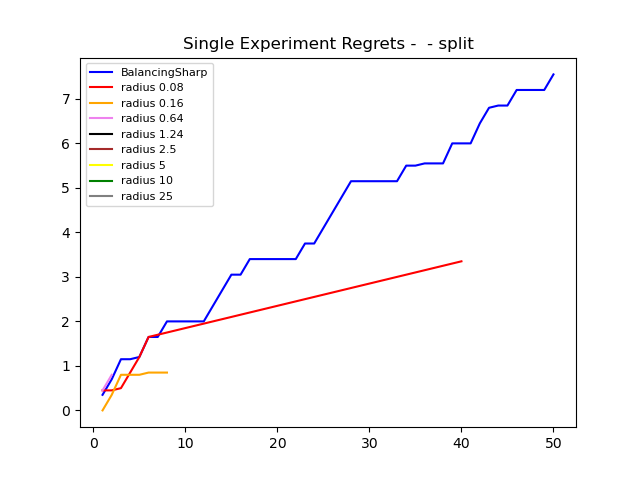 Single Experiment Regrets -  - split
BalancingSharp
radius 0.08
radius 0.16
radius 0.64
radius 1.24
radius 2.5
radius 5
radius 10
radius 25
7
6
5
4
3
2
1
0
0 10 20 30 40 50